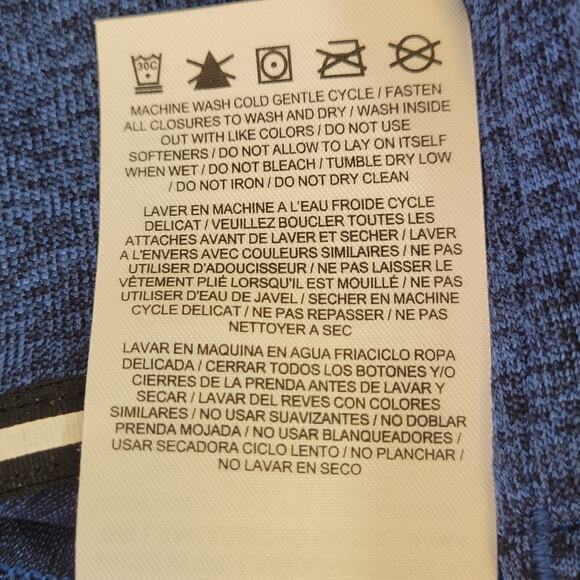 30C
MACHINE WASH COLD GENTLE CYCLE / FASTEN
ALL CLOSURES TO WASH AND DRY / WASH INSIDE
OUT WITH LIKE COLORS / DO NOT USE
SOFTENERS / DO NOT ALLOW TO LAY ON ITSELF
WHEN WET / DO NOT BLEACH / TUMBLE DRY LOW
/ DO NOT IRON / DO NOT DRY CLEAN
LAVER EN MACHINE A L'EAU FROIDE CYCLE
DELICAT / VEUILLEZ BOUCLER TOUTES LES
ATTACHES AVANT DE LAVER ET SECHER / LAVER
A L'ENVERS AVEC COULEURS SIMILAIRES / NE PAS
UTILISER D'ADOUCISSEUR / NE PAS LAISSER LE
VÊTEMENT PLIÉ LORSQU'IL EST MOUILLÉ / NE PAS
UTILISER D'EAU DE JAVEL / SECHER EN MACHINE
CYCLE DELICAT / NE PAS REPASSER / NE PAS
NETTOYER A SEC
LAVAR EN MAQUINA EN AGUA FRIACICLO ROPA
DELICADA / CERRAR TODOS LOS BOTONES Y/O
CIERRES DE LA PRENDA ANTES DE LAVAR Y
SECAR / LAVAR DEL REVES CON COLORES
SIMILARES / NO USAR SUAVIZANTES / NO DOBLAR
PRENDA MOJADA / NO USAR BLANQUEADORES /
USAR SECADORA CICLO LENTO / NO PLANCHAR /
NO LAVAR EN SECO